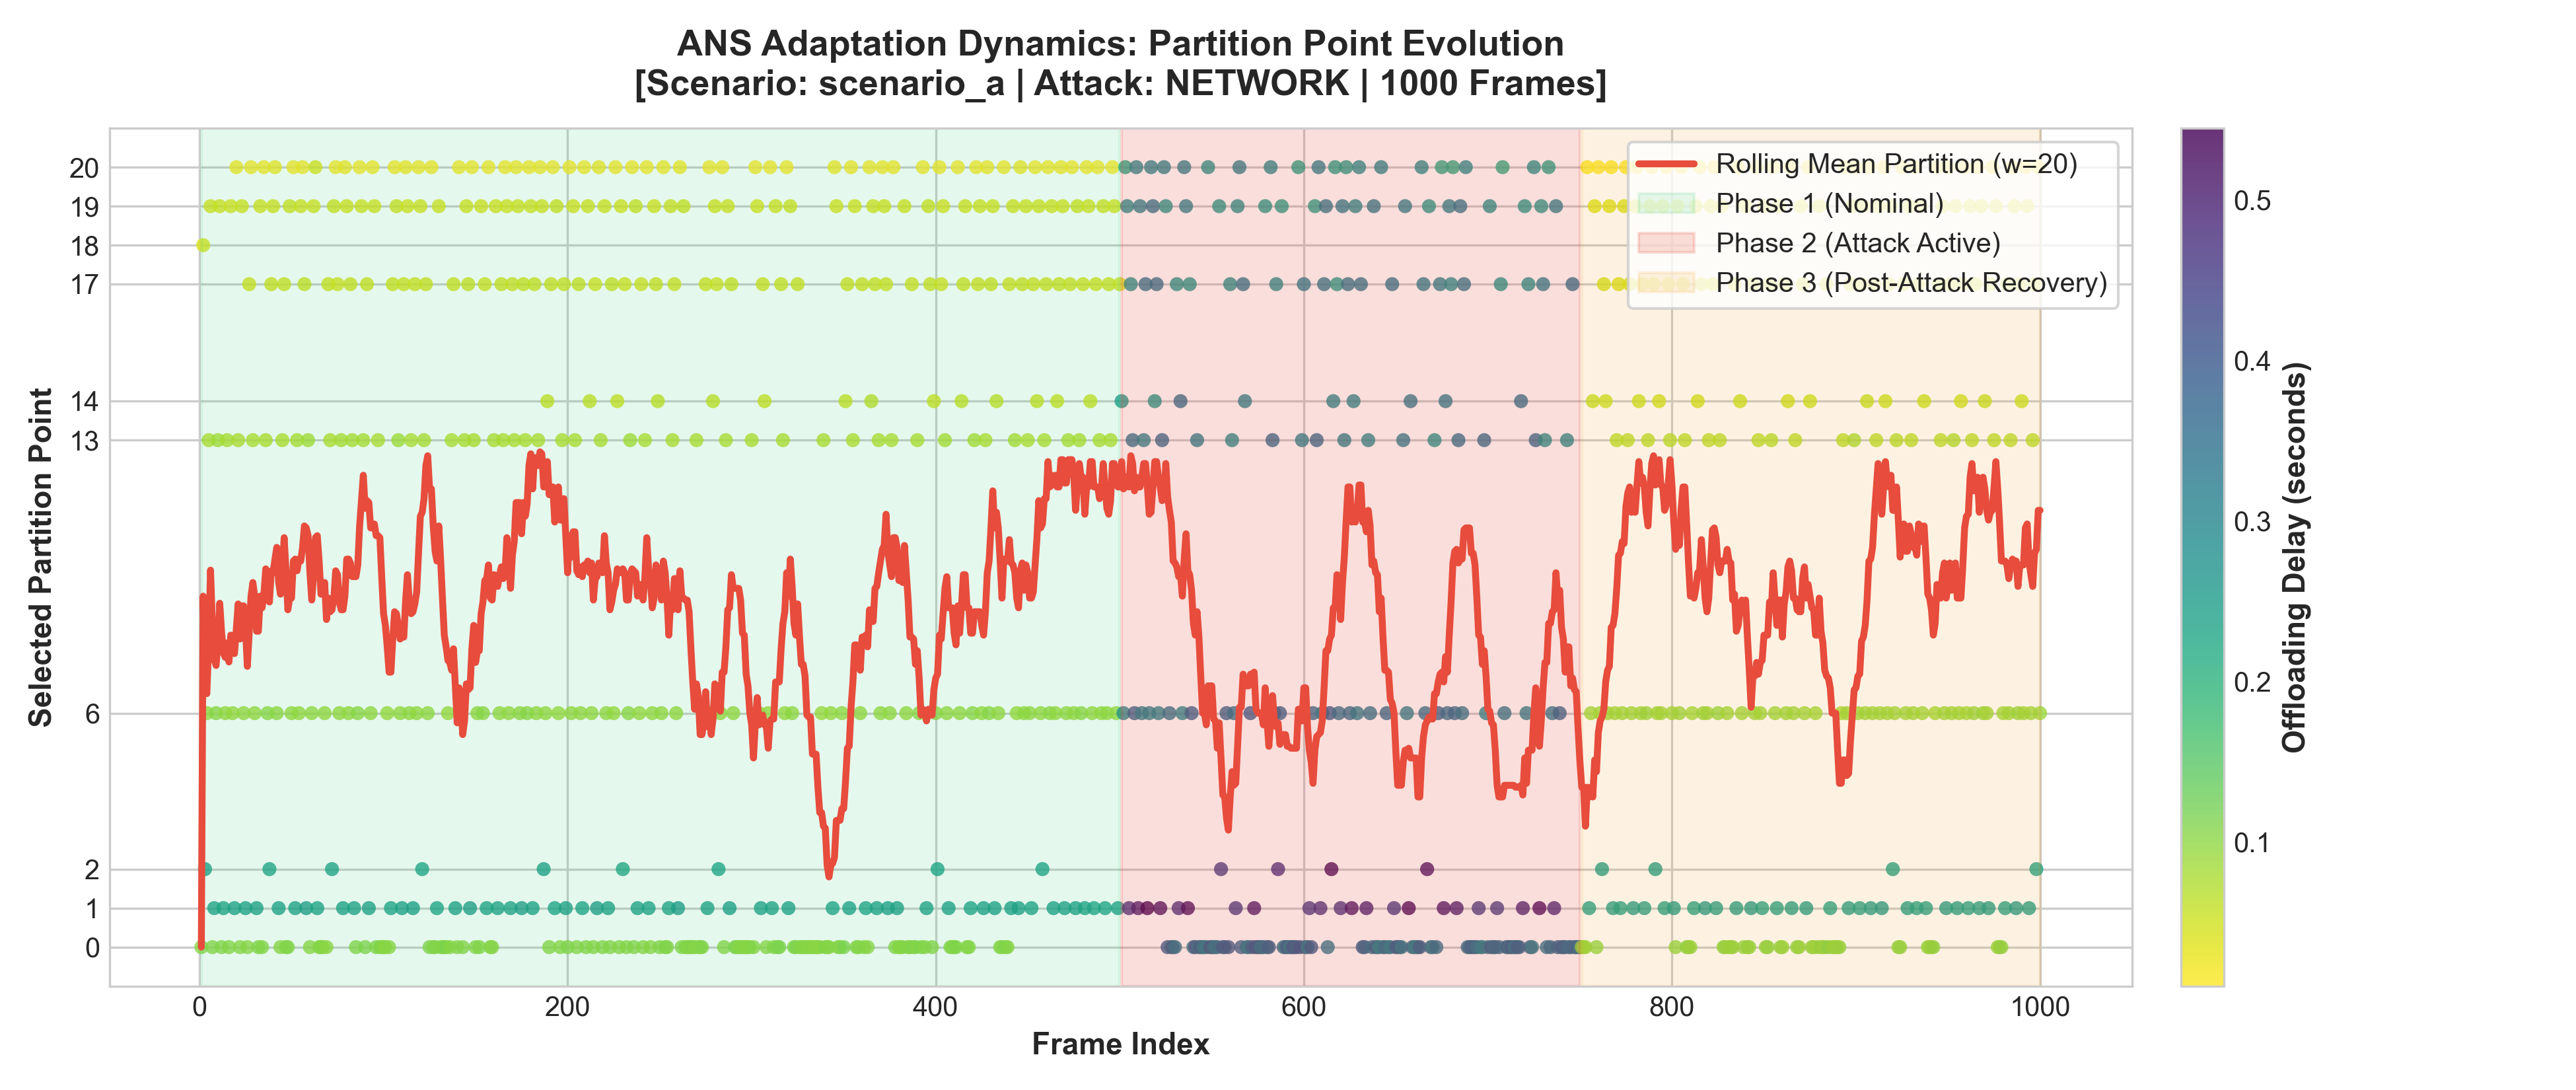 ANS Adaptation Dynamics: Partition Point Evolution
[Scenario: scenario_a | Attack: NETWORK | 1000 Frames]
Selected Partition Point
20
19
18
17
14
13
6
2
1
0
Rolling Mean Partition (w=20)
Phase 1 (Nominal)
Phase 2 (Attack Active)
Phase 3 (Post-Attack Recovery)
0
200
400
600
800
1000
Frame Index
0.5
0.4
0.3
0.2
0.1
Offloading Delay (seconds)